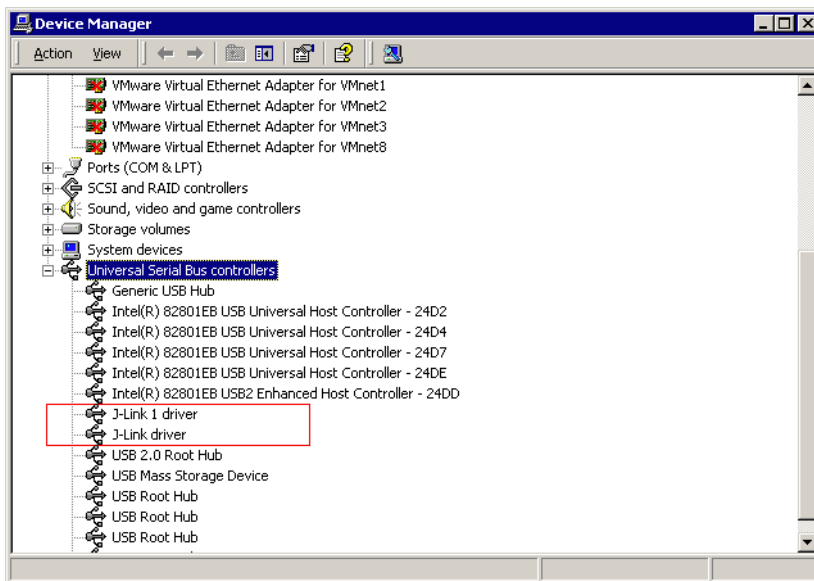 Device Manager
Action View
VMware Virtual Ethernet Adapter for VMnet1
VMware Virtual Ethernet Adapter for VMnet2
VMware Virtual Ethernet Adapter for VMnet3
VMware Virtual Ethernet Adapter for VMnet8
Ports (COM & LPT)
SCSI and RAID controllers
Sound, video and game controllers
Storage volumes
System devices
Universal Serial Bus controllers
Generic USB Hub
Intel(R) 82801EB USB Universal Host Controller - 24D2
Intel(R) 82801EB USB Universal Host Controller - 24D4
Intel(R) 82801EB USB Universal Host Controller - 24D7
Intel(R) 82801EB USB Universal Host Controller - 24DE
Intel(R) 82801EB USB2 Enhanced Host Controller - 24DD
J-Link 1 driver
J-Link driver
USB 2.0 Root Hub
USB Mass Storage Device
USB Root Hub
USB Root Hub
USB Root Hub